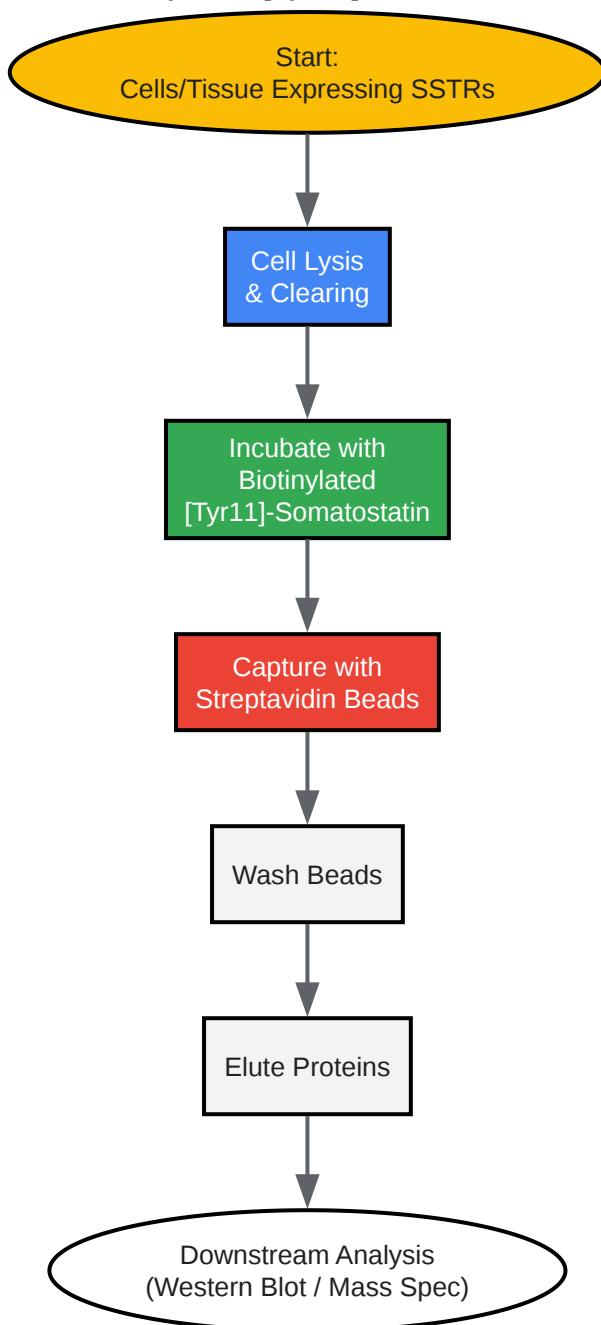 Start:
Cells/Tissue Expressing SSTRs
Cell Lysis
& Clearing
Incubate with
Biotinylated
[Tyr11]-Somatostatin
Capture with
Streptavidin Beads
Wash Beads
Elute Proteins
Downstream Analysis
(Western Blot / Mass Spec)